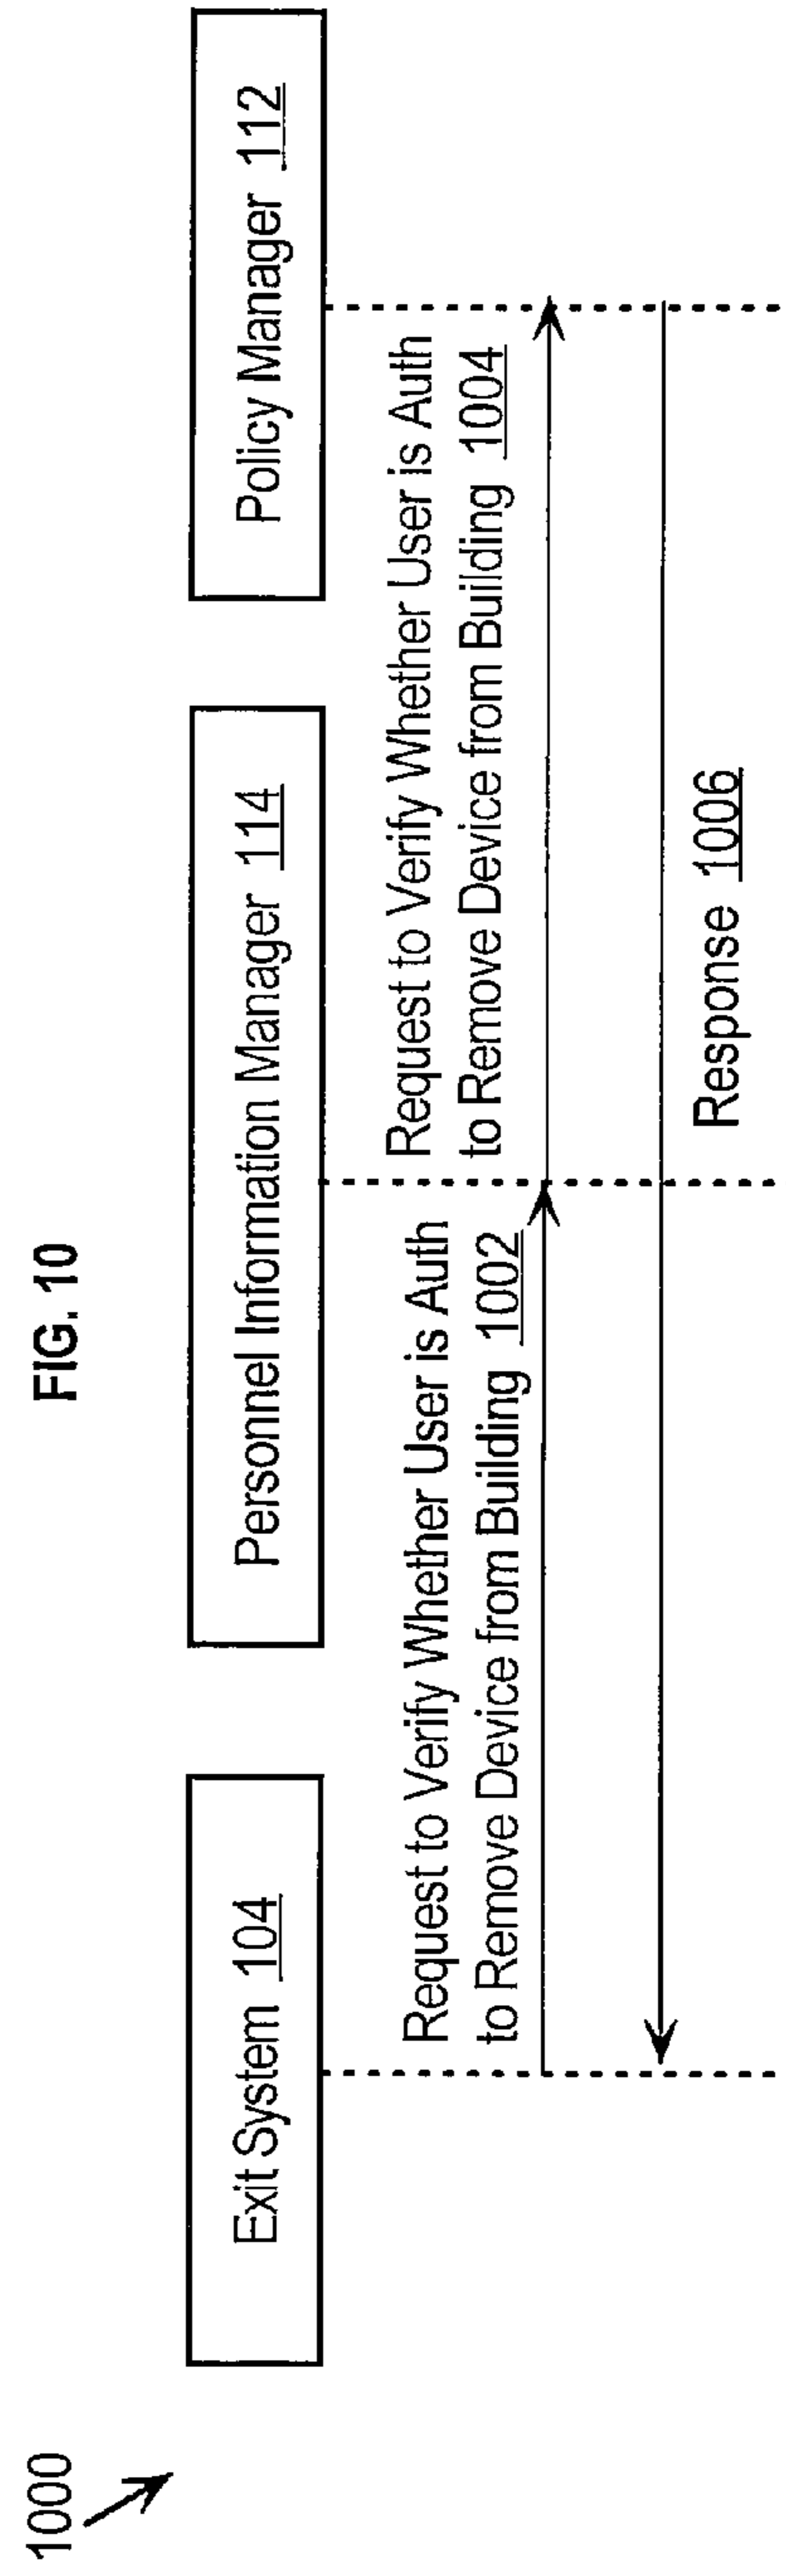 FIG. 10
1000
Exit System 104
Personnel Information Manager 114
Policy Manager 112
Request to Verify Whether User is Auth
to Remove Device from Building 1002
Request to Verify Whether User is Auth
to Remove Device from Building 1004
Response 1006